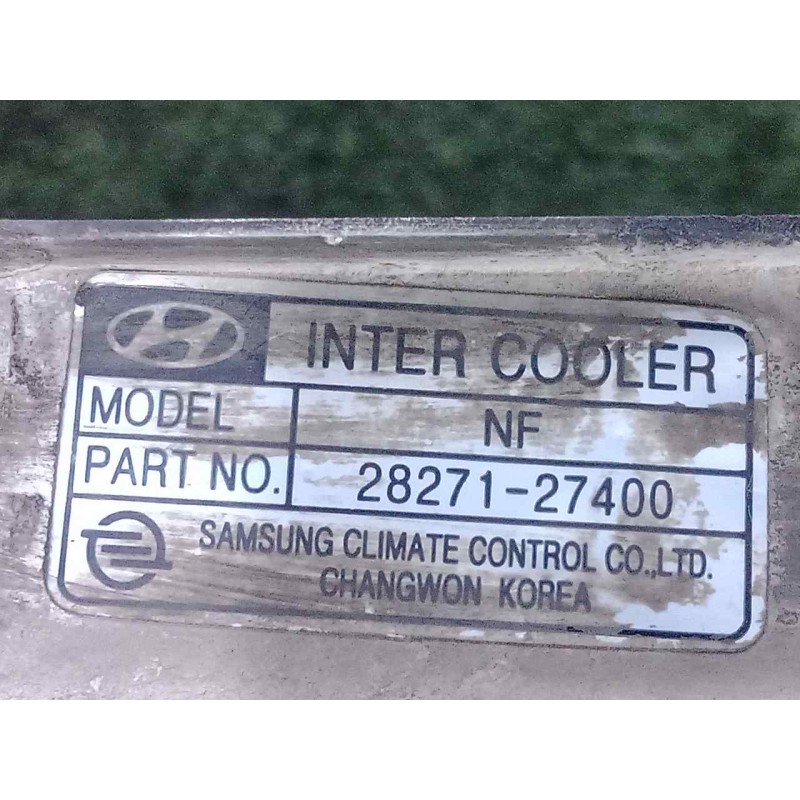 INTER COOLER
MODEL NF
PART NO. 28271-27400
SAMSUNG CLIMATE CONTROL CO.,LTD.
CHANGWON KOREA